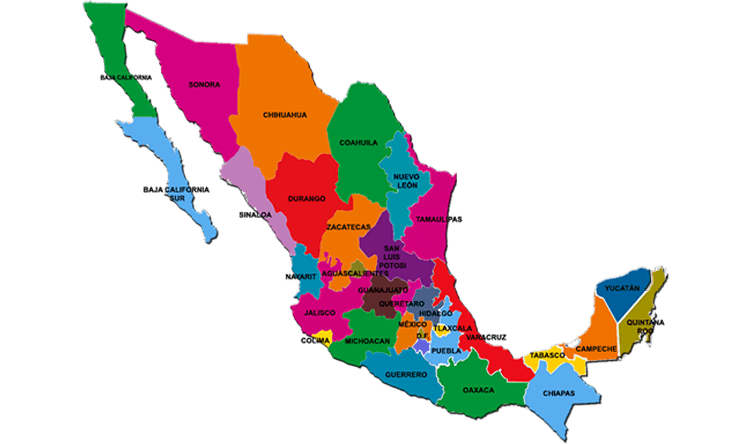 BAJA CALIFORNIA
SONORA
CHIHUAHUA
COAHUILA
NUEVO
LEÓN
BAJA CALIFORNIA
SUR
SINALOA
DURANGO
TAMAULIPAS
ZACATECAS
SAN
LUIS
POTOSI
NAYARIT
AGUASCALIENTES
GUANAJUATO
QUERÉTARO
HIDALGO
JALISCO
COLIMA
MICHOACAN
MÉXICO
D.F.
TLAXCALA
PUEBLA
VERACRUZ
GUERRERO
OAXACA
TABASCO
CHIAPAS
CAMPECHE
YUCATÁN
QUINTANA
ROO